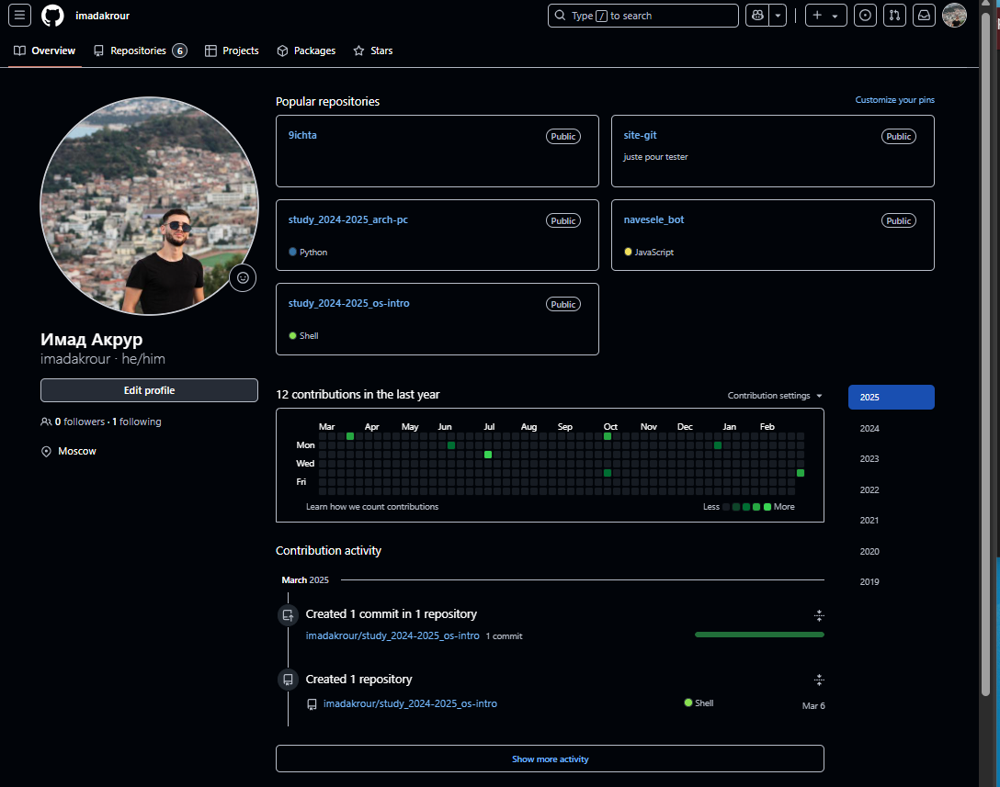 imadakrour
Type / to search
Overview
Repositories 6
Projects
Packages
Stars
Popular repositories
Customize your pins
9ichta
Public
site-git
Public
juste pour tester
study_2024-2025_arch-pc
Public
Python
navesele_bot
Public
JavaScript
study_2024-2025_os-intro
Public
Shell
Имад Акрур
imadakrour · he/him
Edit profile
0 followers · 1 following
Moscow
12 contributions in the last year
Contribution settings
2025
2024
2023
2022
2021
2020
2019
Mar Apr May Jun Jul Aug Sep Oct Nov Dec Jan Feb
Mon
Wed
Fri
Learn how we count contributions
Less
More
Contribution activity
March 2025
Created 1 commit in 1 repository
imadakrour/study_2024-2025_os-intro 1 commit
Created 1 repository
imadakrour/study_2024-2025_os-intro
Shell
Mar 6
Show more activity